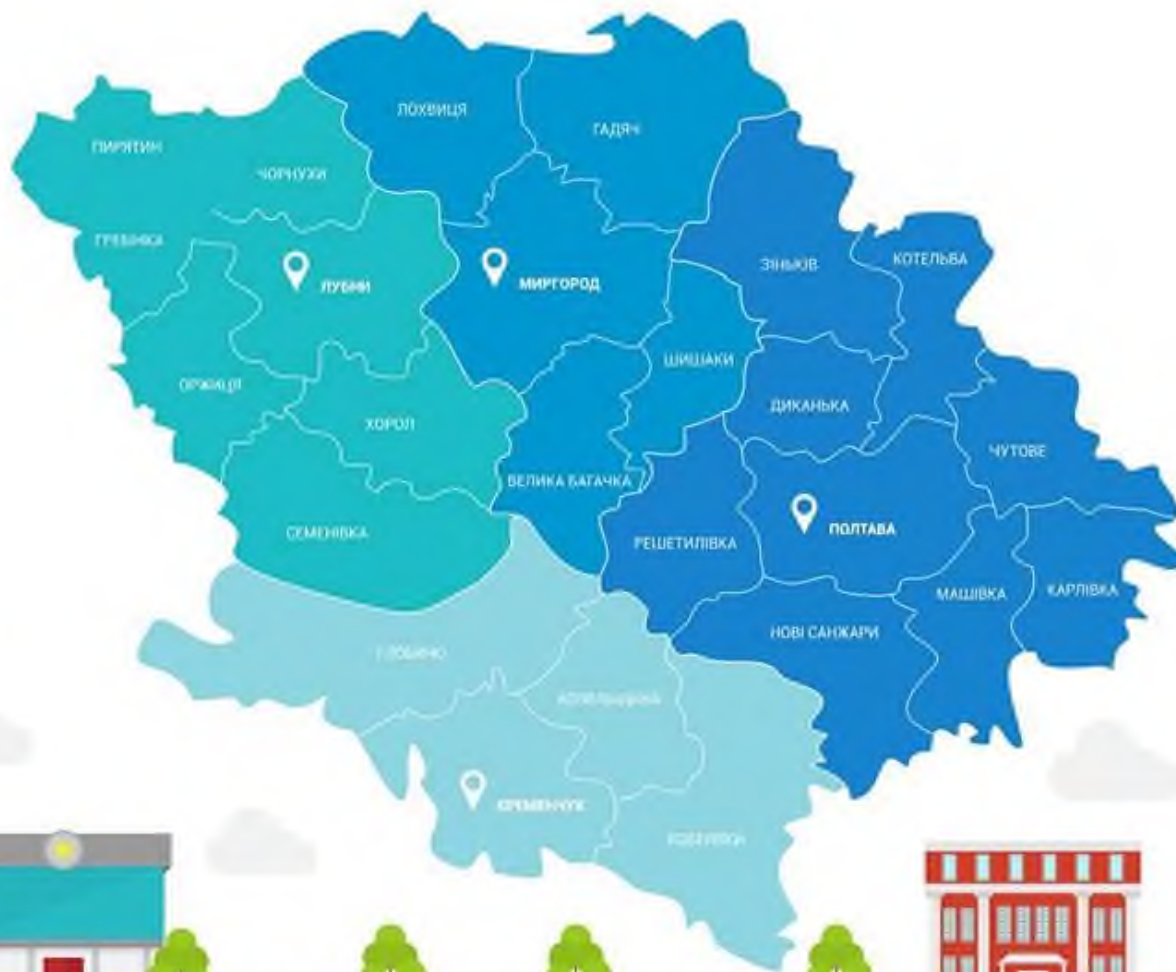 ЛОХВИЦЯ
ГАДЯЧ
ПИРЯТИН
ЧОРНУХИ
ГРЕБІНКА
ЗІНЬКІВ
КОТЕЛЬВА
ЛУБНИ
МИРГОРОД
ШИШАКИ
ОРЖИЦЯ
ДИКАНЬКА
ХОРОЛ
ЧУТОВЕ
ВЕЛИКА БАГАЧКА
СЕМЕНІВКА
РЕШЕТИЛІВКА
ПОЛТАВА
МАШІВКА
КАРЛІВКА
НОВІ САНЖАРИ
ГЛОБИНО
КРЕМЕНЧУК
КОБЕЛЯКИ